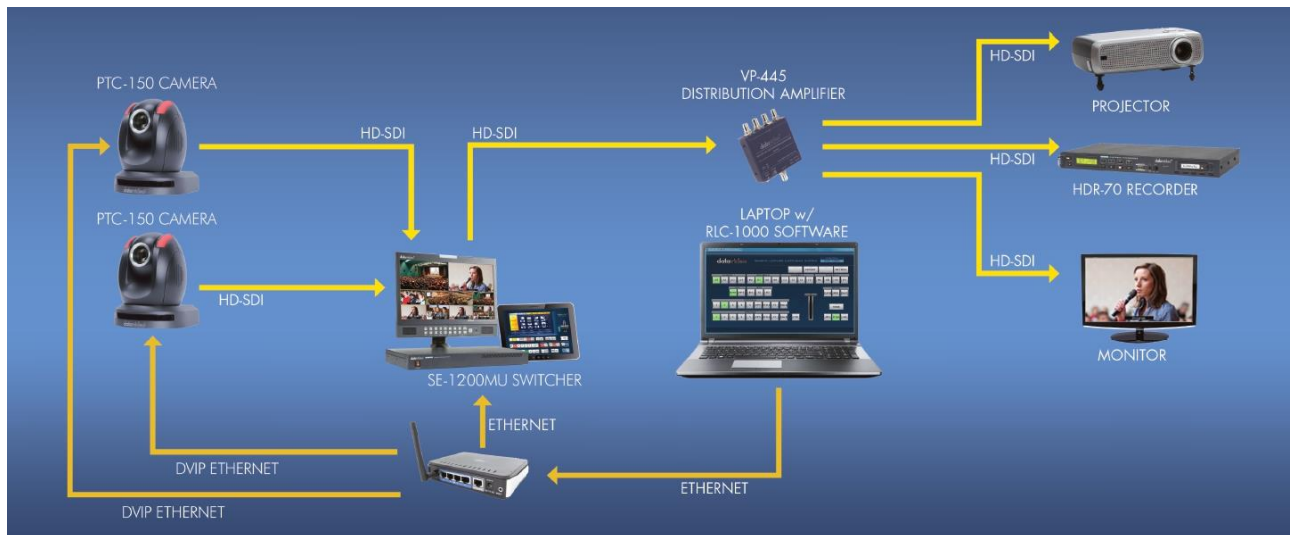 PTC-150 CAMERA
HD-SDI
HD-SDI
VP-445
DISTRIBUTION AMPLIFIER
HD-SDI
PROJECTOR
HD-SDI
HDR-70 RECORDER
PTC-150 CAMERA
HD-SDI
LAPTOP w/
RLC-1000 SOFTWARE
datavideo
HD-SDI
MONITOR
SE-1200MU SWITCHER
ETHERNET
DVIP ETHERNET
ETHERNET
DVIP ETHERNET